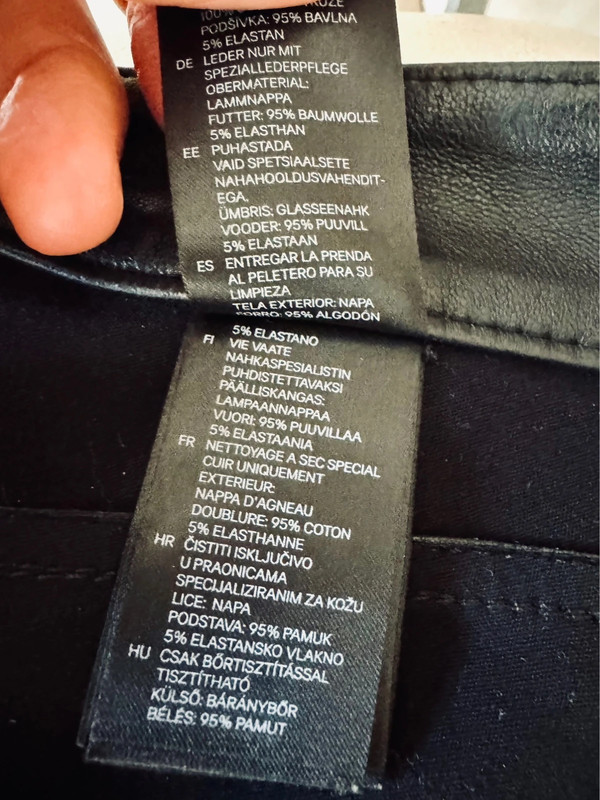 PODŠÍVKA: 95% BAVLNA
5% ELASTAN
DE LEDER NUR MIT
SPEZIALLEDERPFLEGE
OBERMATERIAL:
LAMMNAPPA
FUTTER: 95% BAUMWOLLE
5% ELASTHAN
EE PUHASTADA
VAID SPETSIAALSETE
NAHAHOOLDUSVAHENDIT-
EGA.
ÜMBRIS: GLASSEENAHK
VOODER: 95% PUUVILL
5% ELASTAAN
ES ENTREGAR LA PRENDA
AL PELETERO PARA SU
LIMPIEZA
TELA EXTERIOR: NAPA
FORRO: 95% ALGODÓN
5% ELASTANO
FI VIE VAATE
NAHKASPESIALISTIN
PUHDISTETTAVAKSI
PÄÄLLISKANGAS:
LAMPAANNAPPAA
VUORI: 95% PUUVILLAA
5% ELASTAANIA
FR NETTOYAGE A SEC SPECIAL
CUIR UNIQUEMENT
EXTERIEUR:
NAPPA D'AGNEAU
DOUBLURE: 95% COTON
5% ELASTHANNE
HR ČISTITI ISKLJUČIVO
U PRAONICAMA
SPECIJALIZIRANIM ZA KOŽU
LICE: NAPA
PODSTAVA: 95% PAMUK
5% ELASTANSKO VLAKNO
HU CSAK BŐRTISZTÍTÁSSAL
TISZTÍTHATÓ
KÜLSŐ: BÁRÁNYBŐR
BÉLÉS: 95% PAMUT